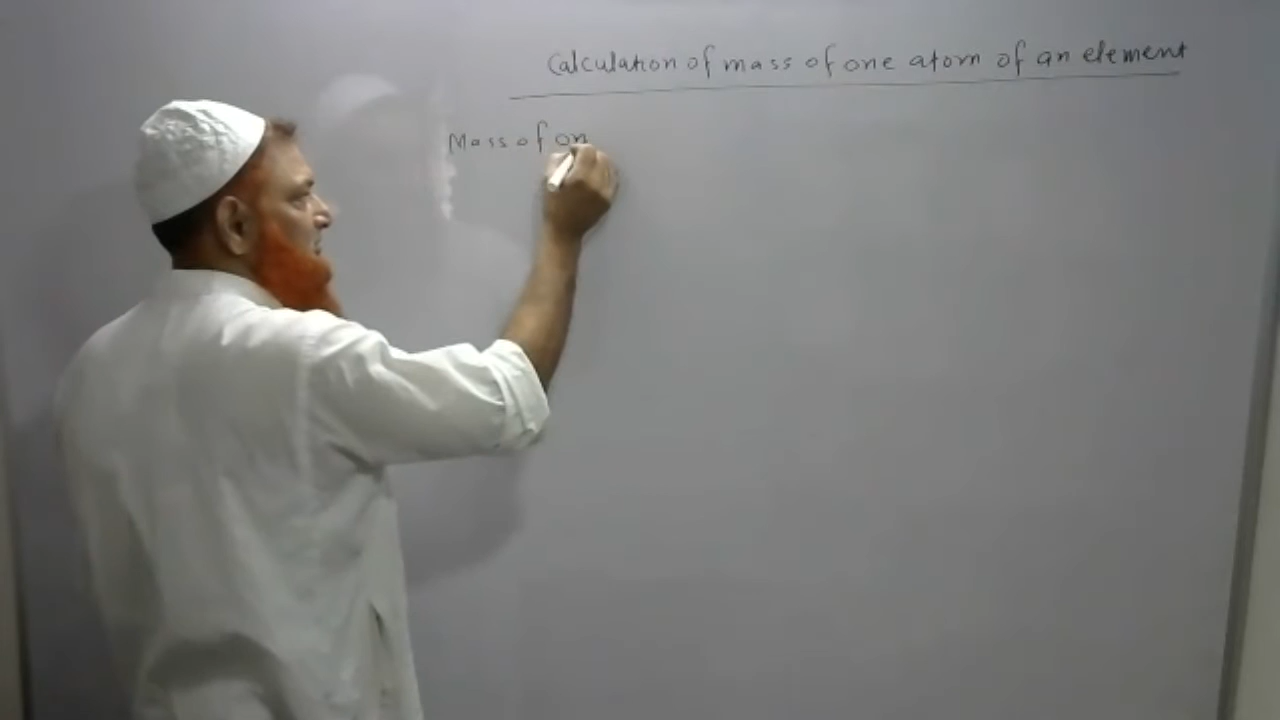 Calculation of mass of one atom of an element
Mass of on